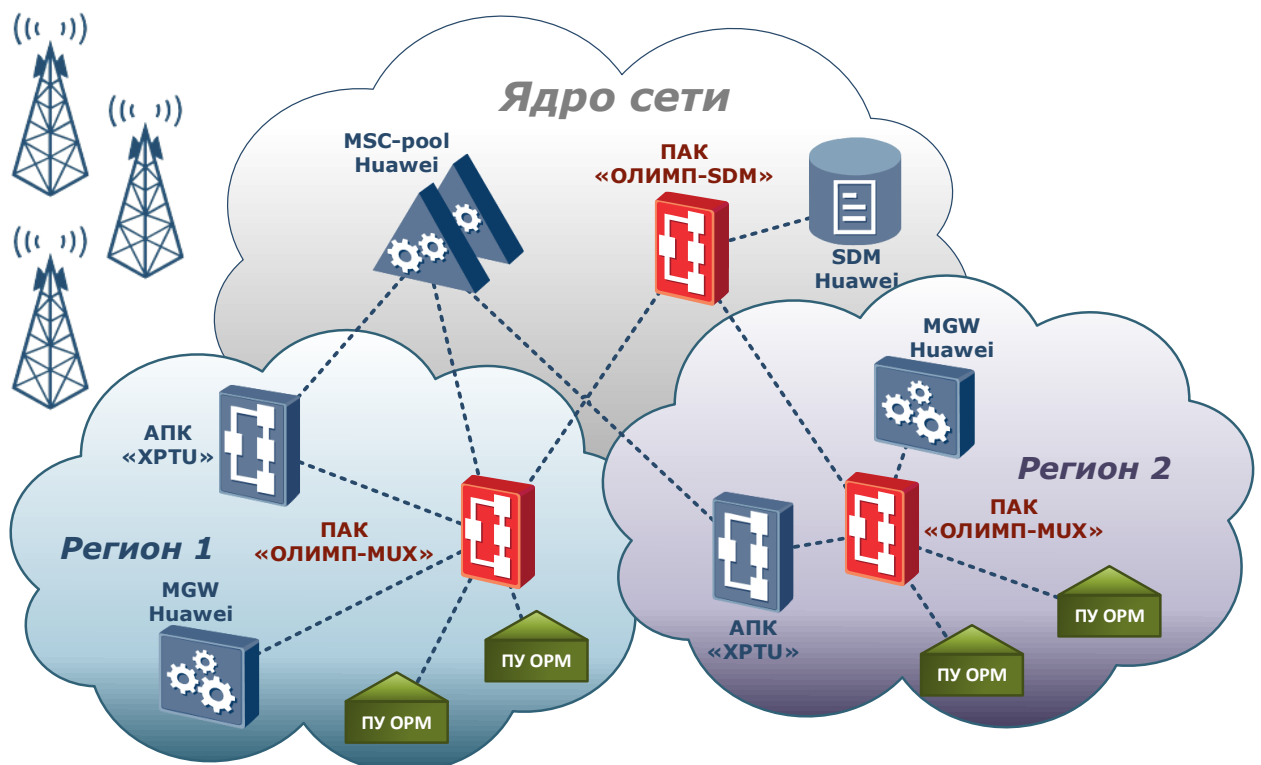 Ядро сети
MSC-pool
Huawei
ПАК
«ОЛИМП-SDM»
SDM
Huawei
MGW
Huawei
АПК
«XPTU»
Регион 2
ПАК
«ОЛИМП-MUX»
ПАК
«ОЛИМП-MUX»
Регион 1
MGW
Huawei
АПК
«XPTU»
ПУ ОРМ
ПУ ОРМ
ПУ ОРМ
ПУ ОРМ